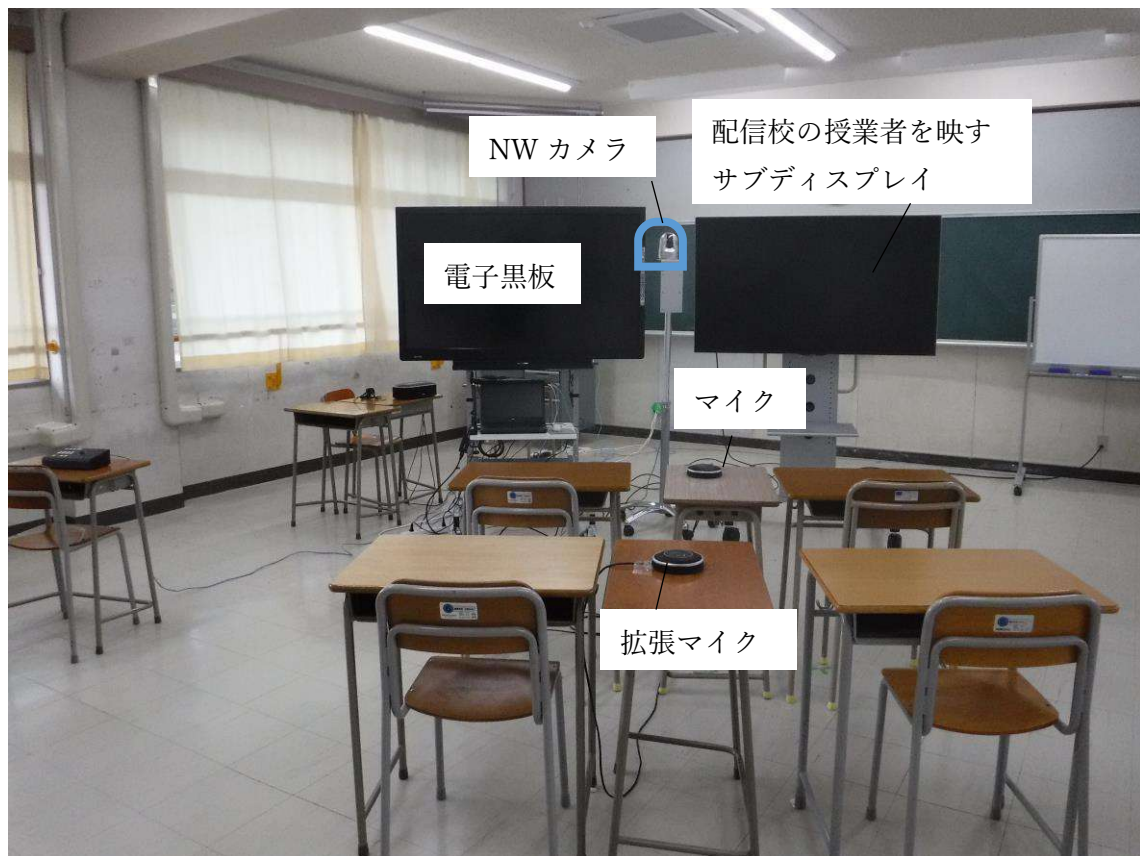 NW カメラ
配信校の授業者を映す
サブディスプレイ
電子黒板
マイク
拡張マイク